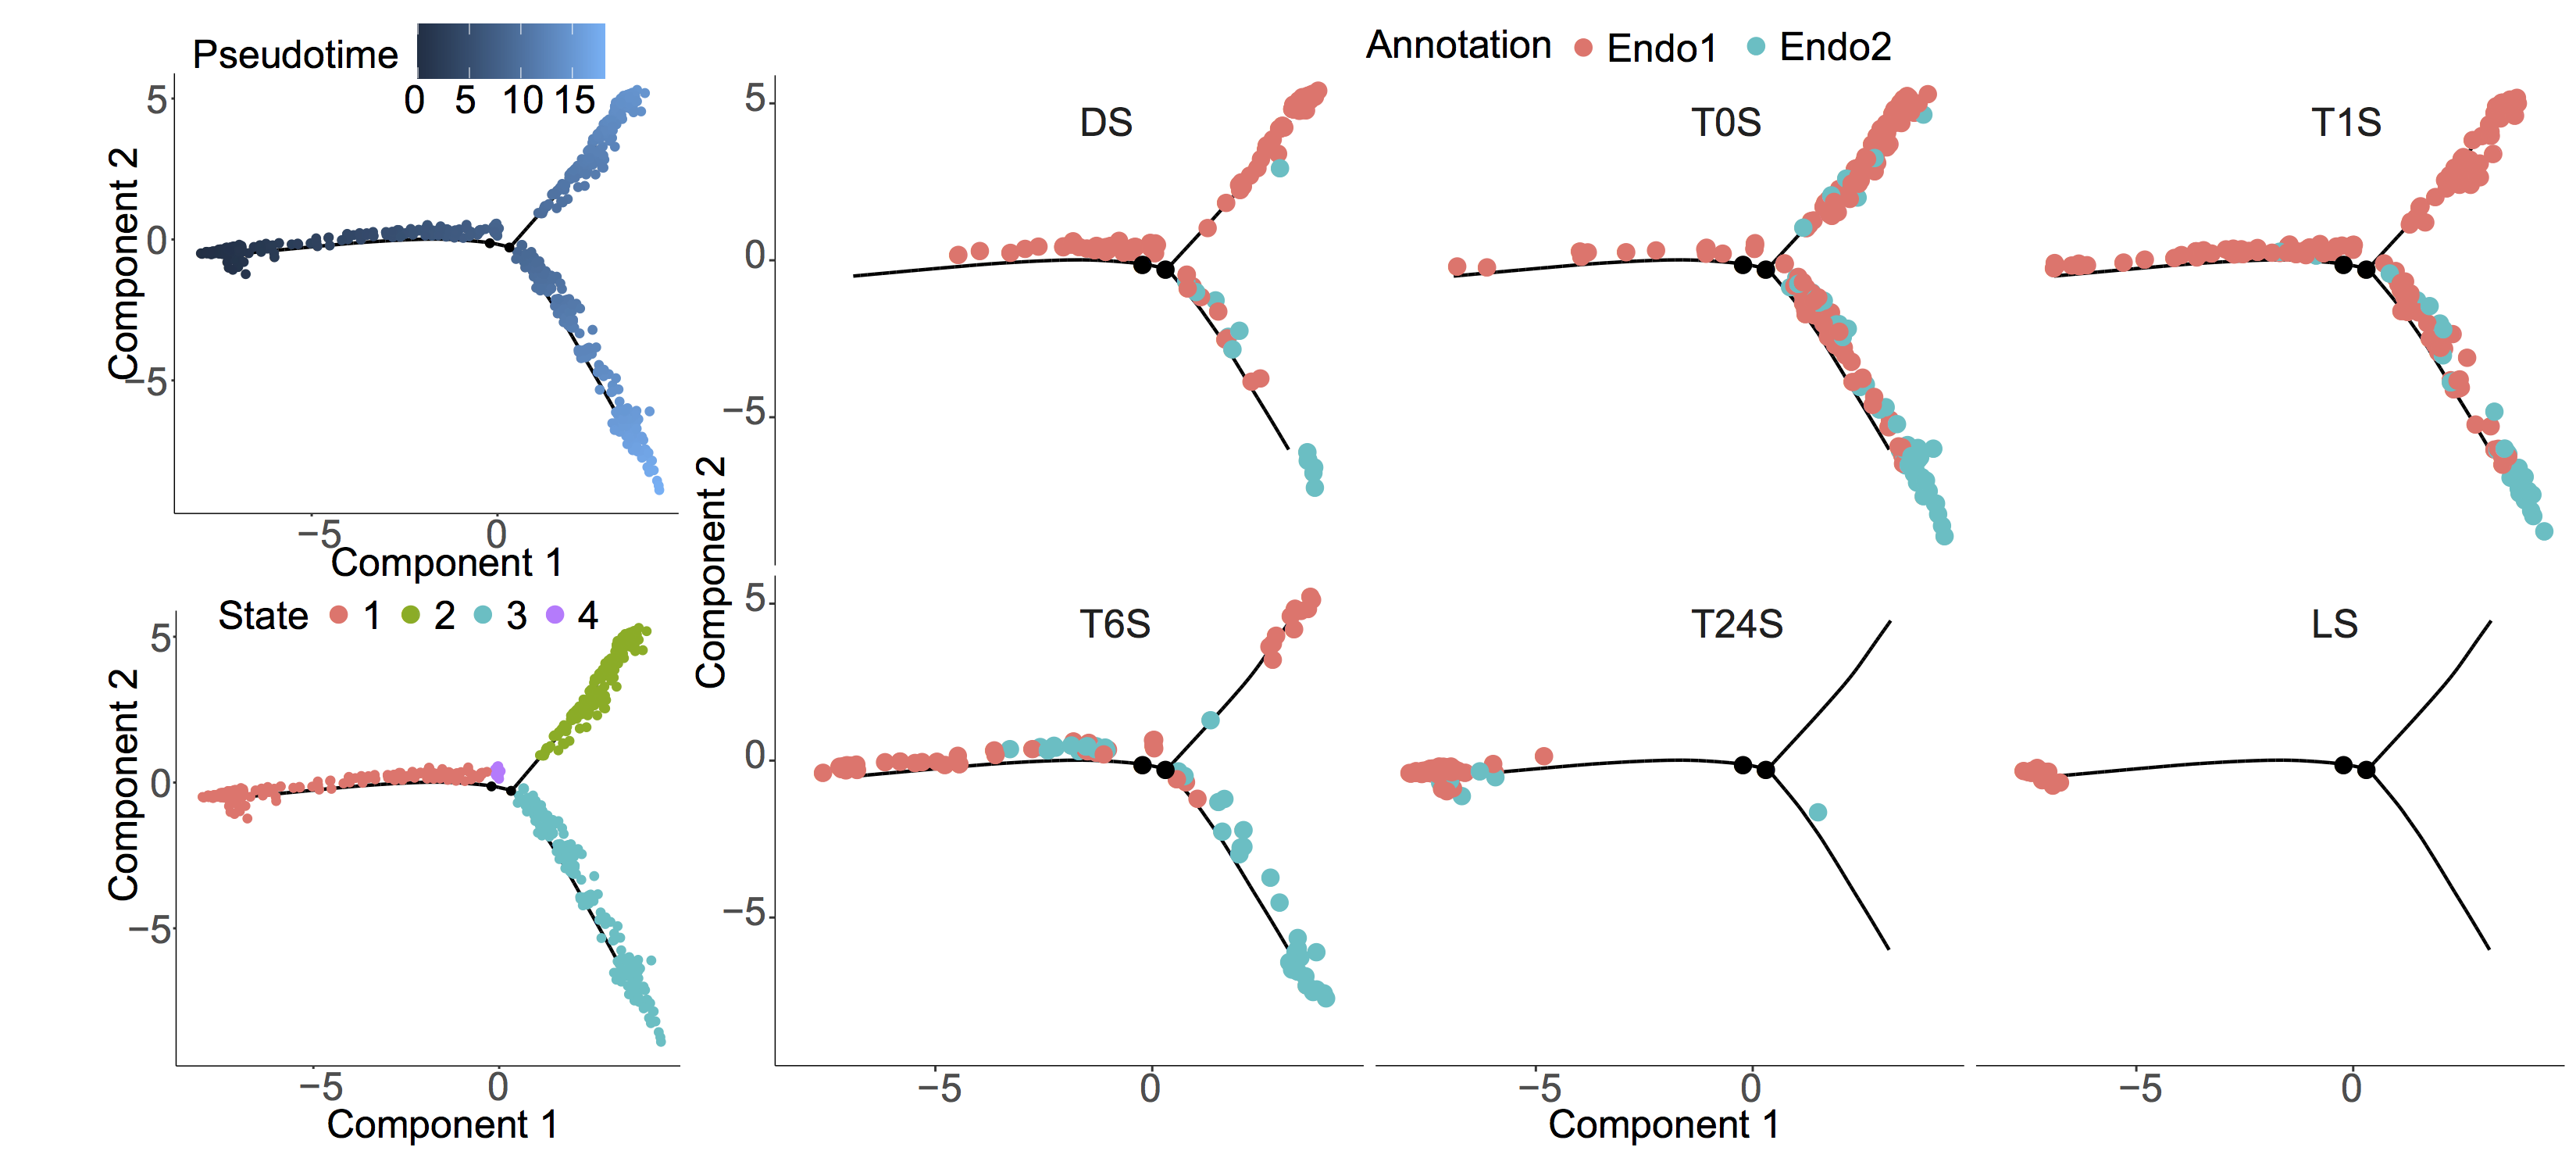 Pseudotime
0 5 10 15
5
0
−5
Component 2
−5 0
Component 1
State 1 2 3 4
5
0
−5
Component 2
−5 0
Component 1
Annotation Endo1 Endo2
DS T0S T1S
5
0
−5
Component 2
T6S T24S LS
5
0
−5
−5 0 −5 0 −5 0
Component 1